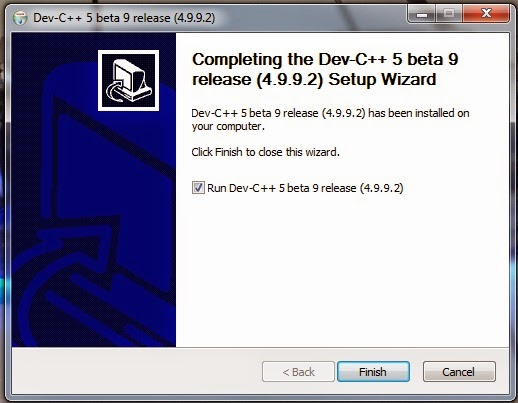 Dev-C++ 5 beta 9 release (4.9.9.2)
Completing the Dev-C++ 5 beta 9
release (4.9.9.2) Setup Wizard
Dev-C++ 5 beta 9 release (4.9.9.2) has been installed on
your computer.
Click Finish to close this wizard.
Run Dev-C++ 5 beta 9 release (4.9.9.2)
< Back
Finish
Cancel